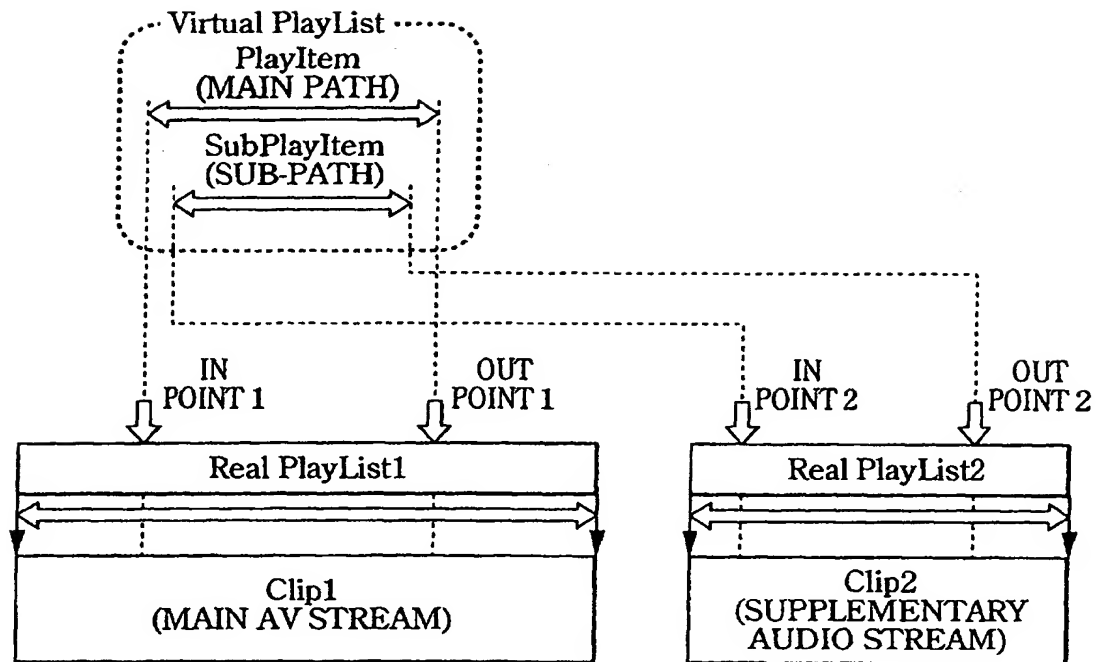 Virtual PlayList
PlayItem
(MAIN PATH)
SubPlayItem
(SUB-PATH)
IN
POINT 1
OUT
POINT 1
IN
POINT 2
OUT
POINT 2
Real PlayList1
Real PlayList2
Clip1
(MAIN AV STREAM)
Clip2
(SUPPLEMENTARY
AUDIO STREAM)